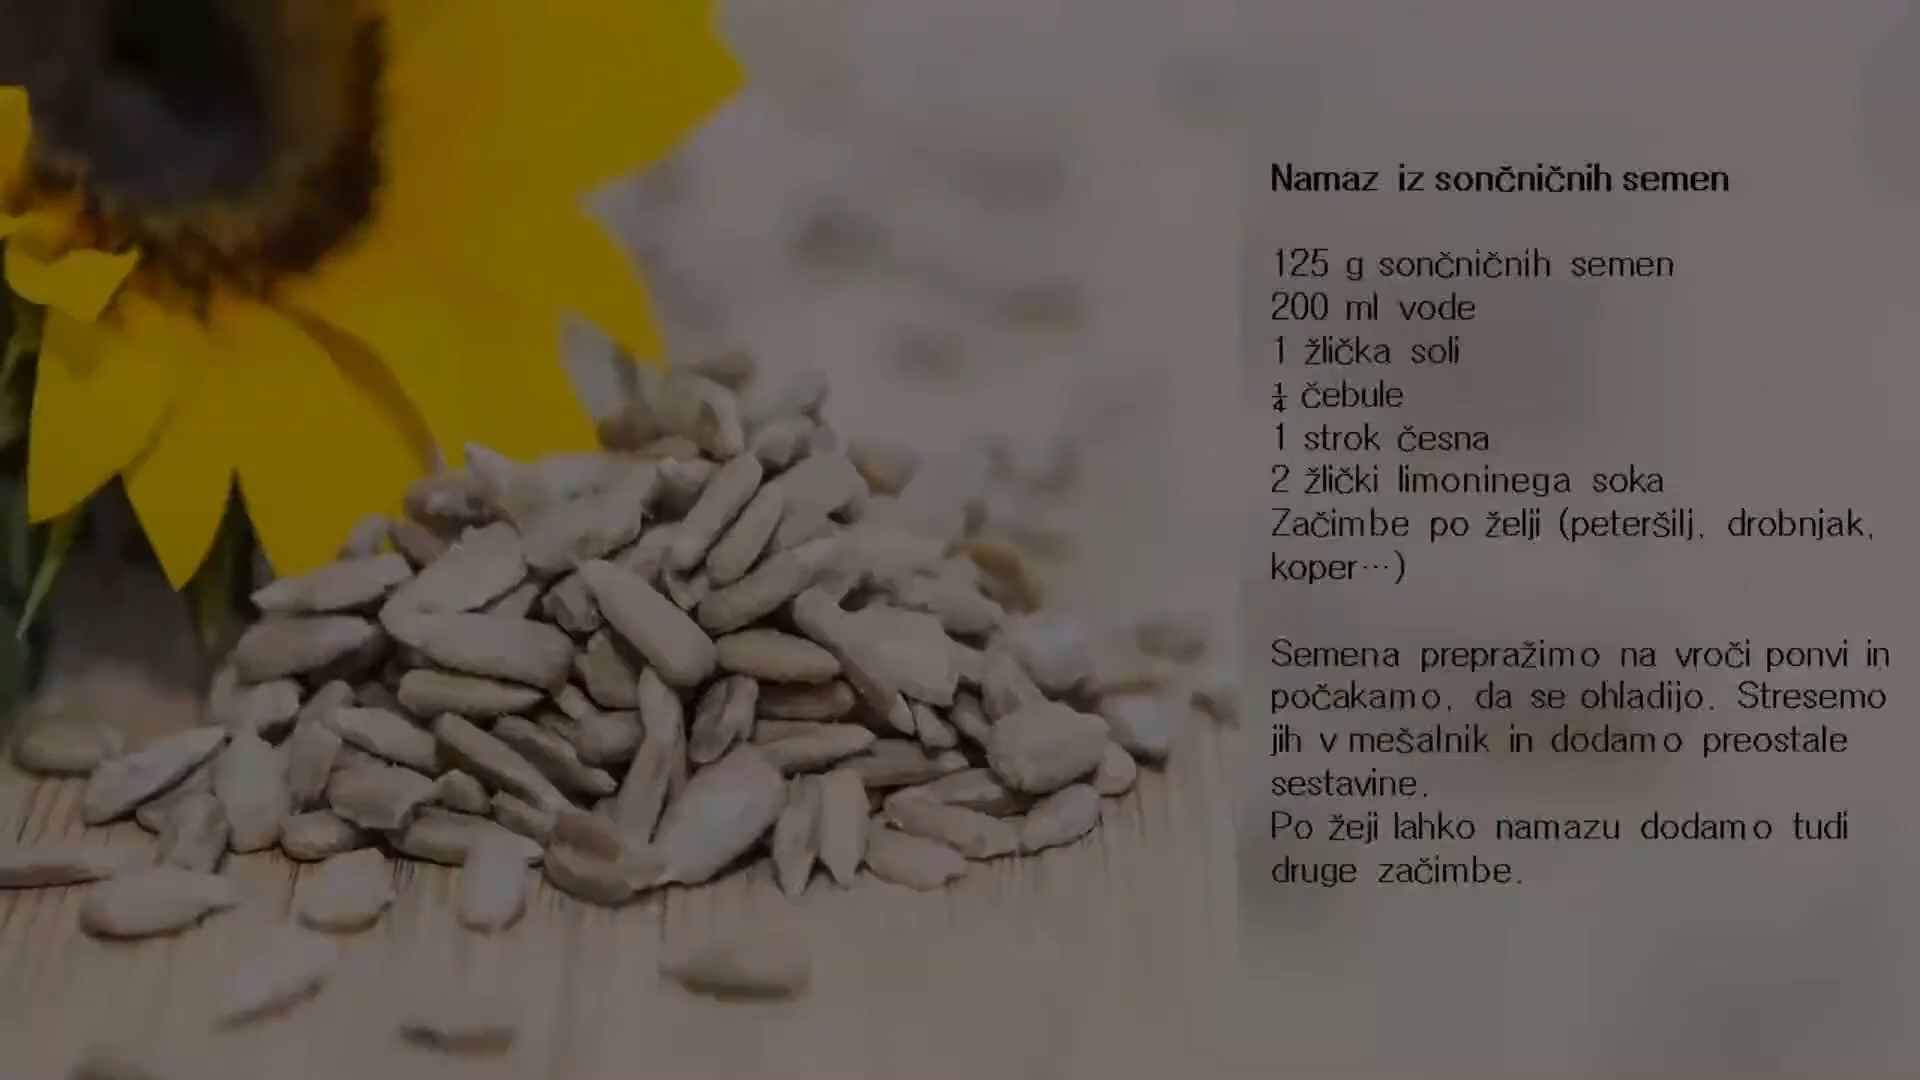 Namaz iz sončničnih semen
125 g sončničnih semen
200 ml vode
1 žlička soli
¼ čebule
1 strok česna
2 žlički limoninega soka
Začimbe po želji (peteršilj, drobnjak,
koper…)
Semena prepražimo na vroči ponvi in
počakamo, da se ohladijo. Stresemo
jih v mešalnik in dodamo preostale
sestavine.
Po žeji lahko namazu dodamo tudi
druge začimbe.